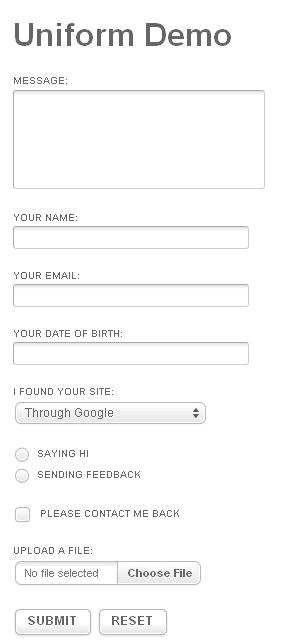 Uniform Demo
MESSAGE:
YOUR NAME:
YOUR EMAIL:
YOUR DATE OF BIRTH:
I FOUND YOUR SITE:
Through Google
SAYING HI
SENDING FEEDBACK
PLEASE CONTACT ME BACK
UPLOAD A FILE:
No file selected Choose File
SUBMIT RESET